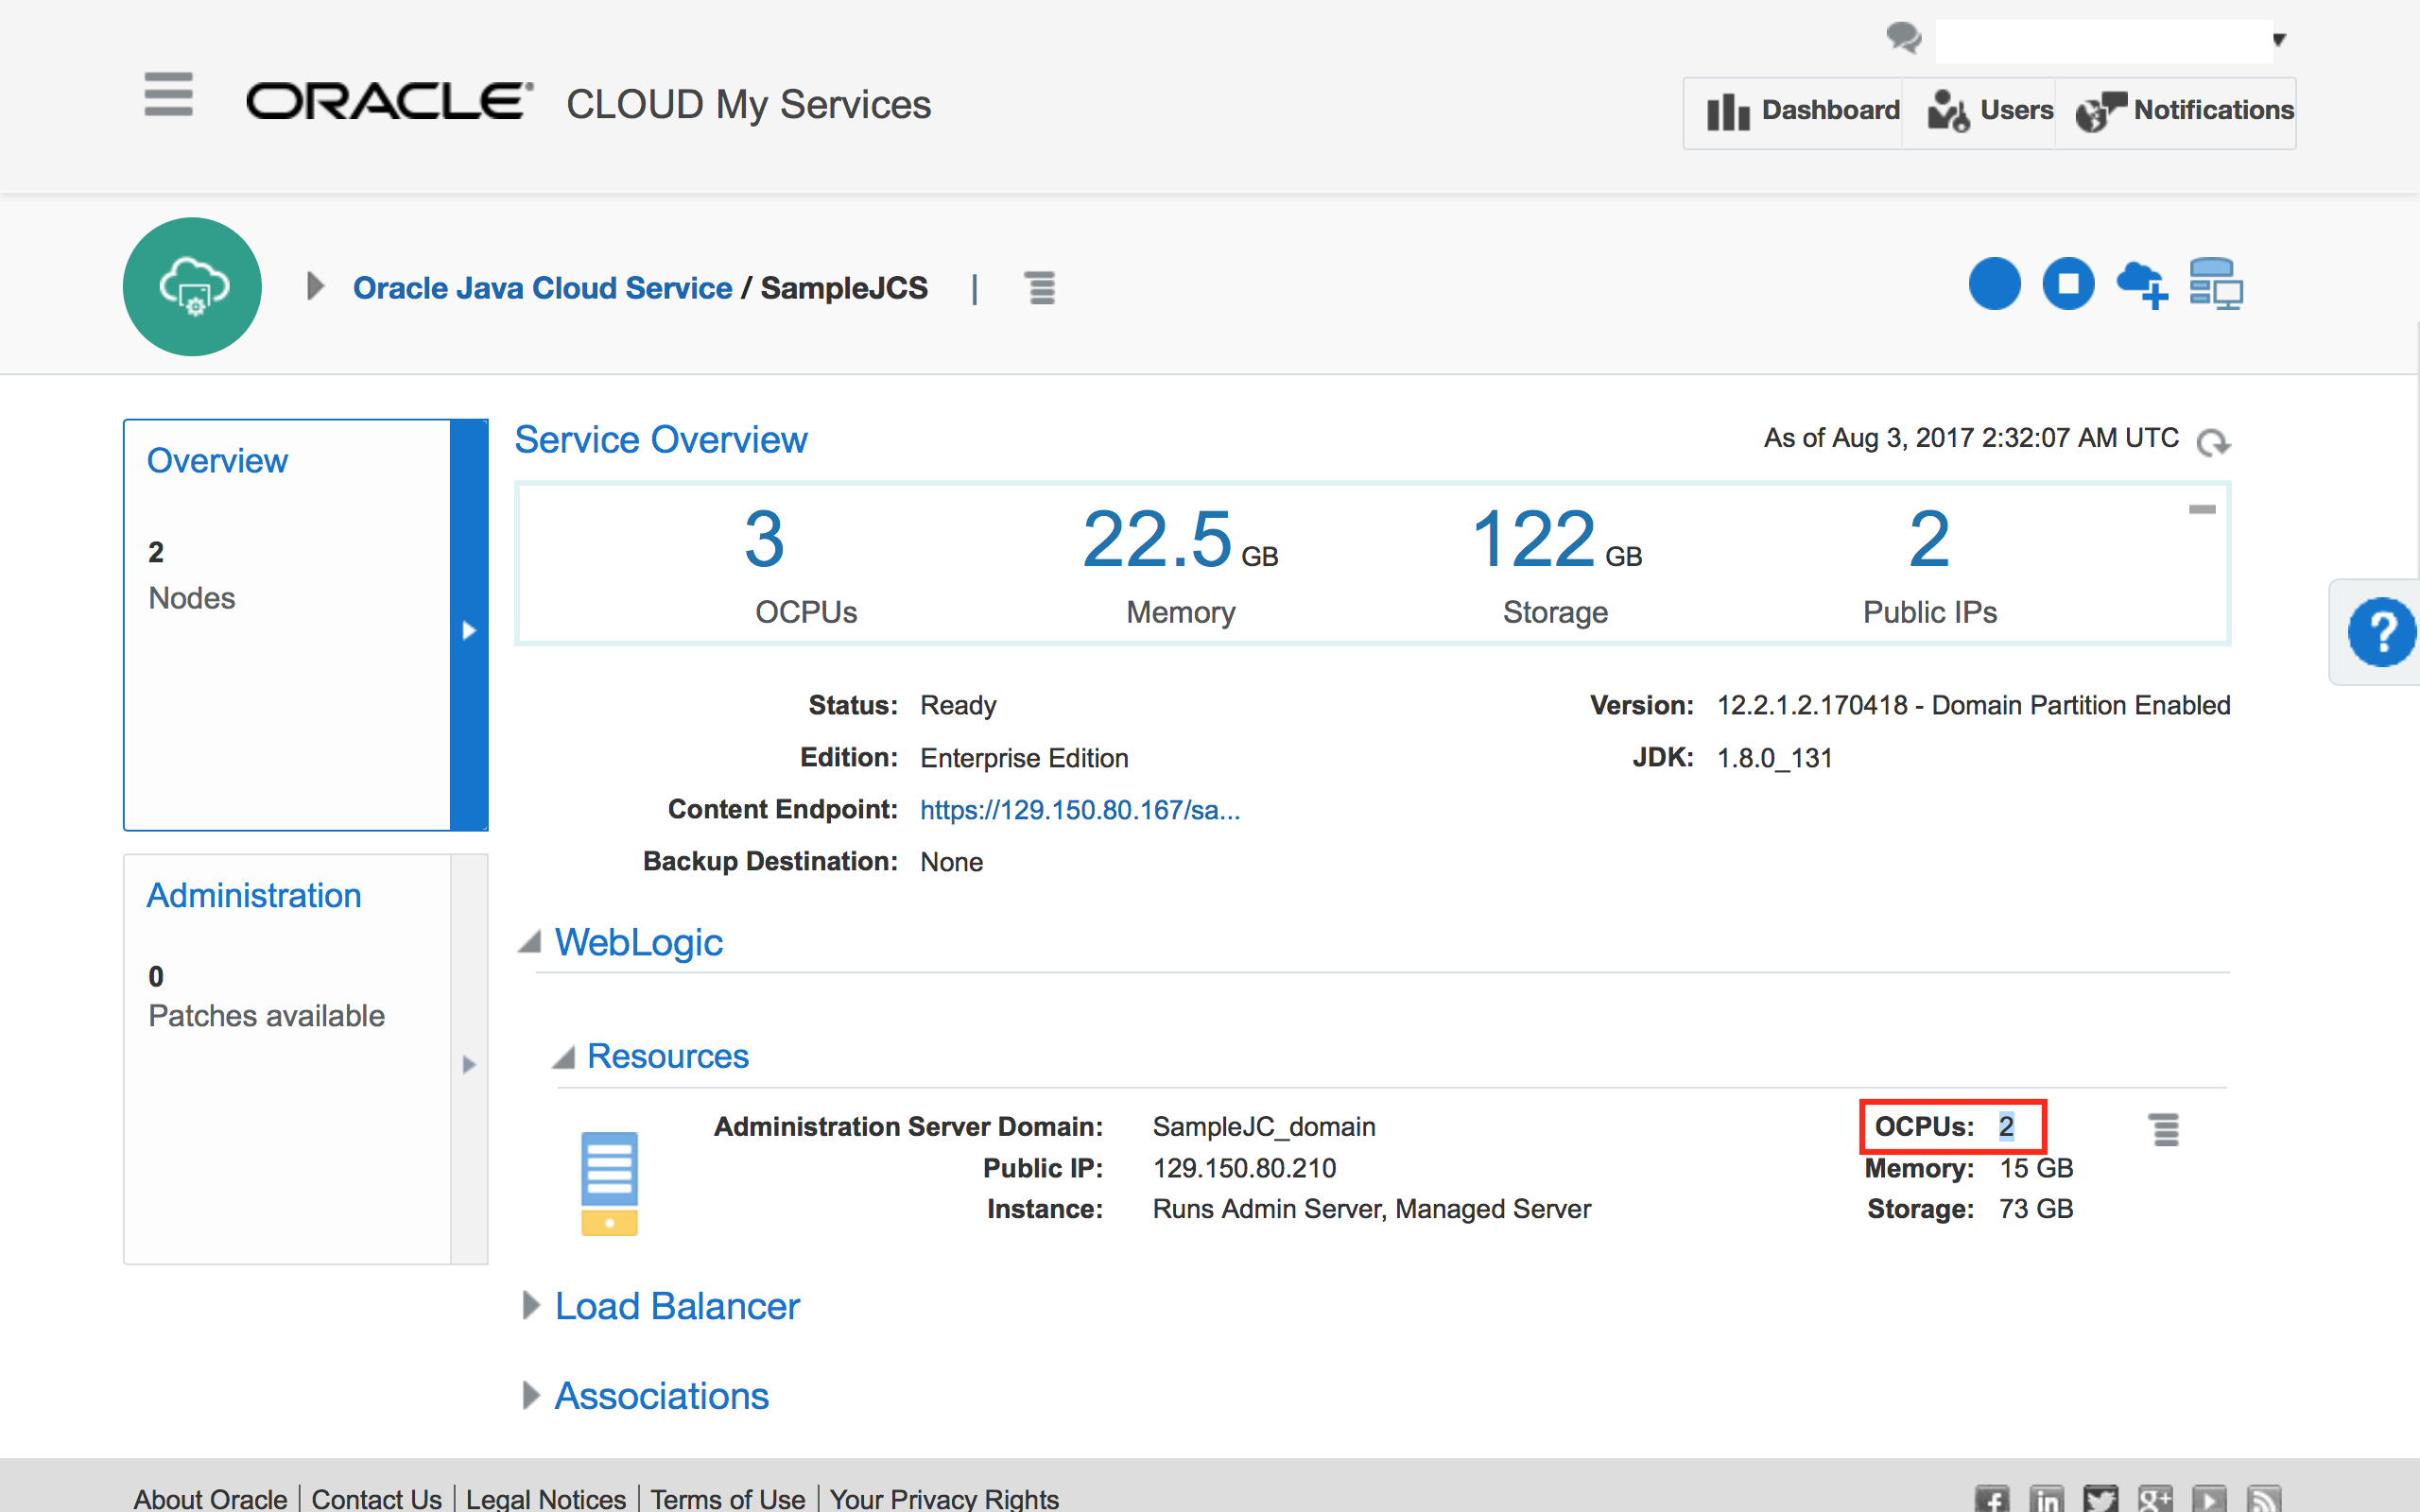 ORACLE CLOUD My Services
Dashboard Users Notifications
Oracle Java Cloud Service / SampleJCS |
Overview
2
Nodes
Administration
0
Patches available
Service Overview
As of Aug 3, 2017 2:32:07 AM UTC
3 22.5 GB 122 GB 2
OCPUs Memory Storage Public IPs
Status: Ready
Version: 12.2.1.2.170418 - Domain Partition Enabled
Edition: Enterprise Edition
JDK: 1.8.0_131
Content Endpoint: https://129.150.80.167/sa...
Backup Destination: None
WebLogic
Resources
Administration Server Domain: SampleJC_domain OCPUs: 2
Public IP: 129.150.80.210 Memory: 15 GB
Instance: Runs Admin Server, Managed Server Storage: 73 GB
Load Balancer
Associations
?
About Oracle | Contact Us | Legal Notices | Terms of Use | Your Privacy Rights
f in g+